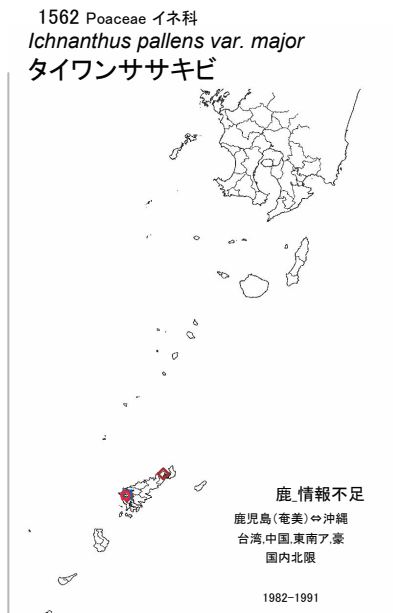 1562 Poaceae イネ科
Ichnanthus pallens var. major
タイワンササキビ
鹿_情報不足
鹿児島(奄美)⇔沖縄
台湾,中国,東南ア,豪
国内北限
1982-1991